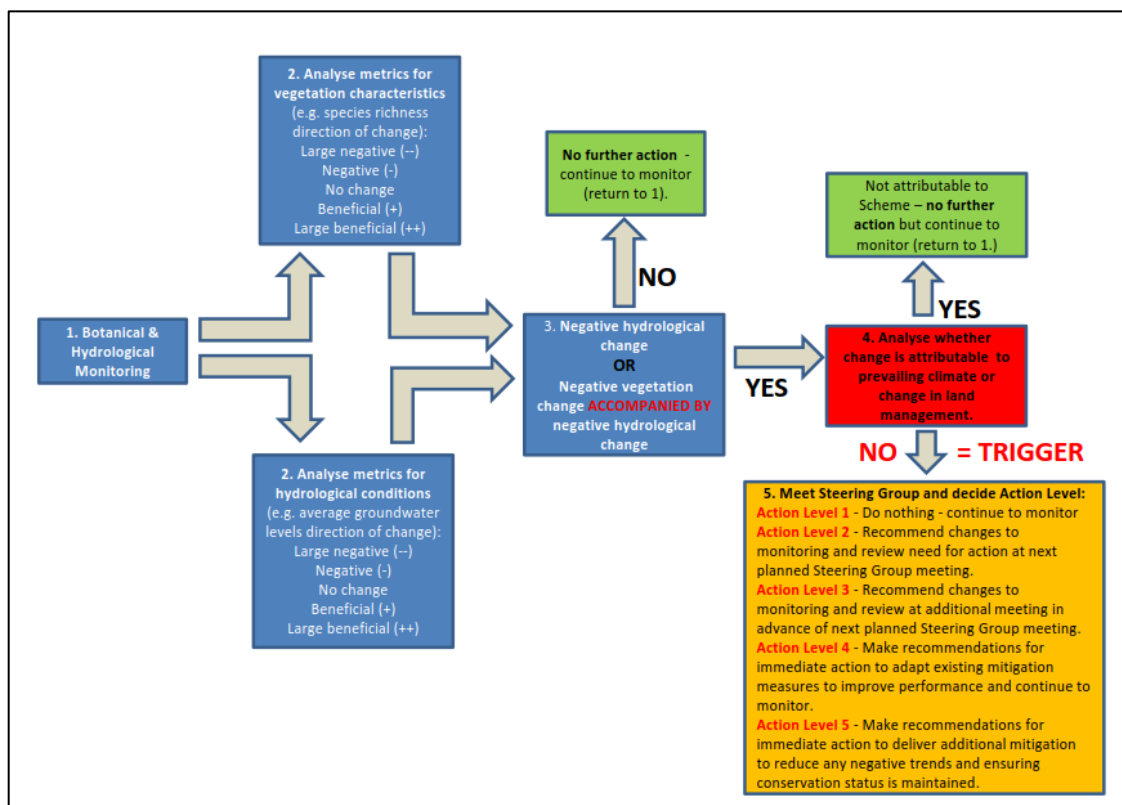 1. Botanical &
Hydrological
Monitoring
2. Analyse metrics for
vegetation characteristics
(e.g. species richness
direction of change):
Large negative (--)
Negative (-)
No change
Beneficial (+)
Large beneficial (++)
2. Analyse metrics for
hydrological conditions
(e.g. average groundwater
levels direction of change):
Large negative (--)
Negative (-)
No change
Beneficial (+)
Large beneficial (++)
No further action -
continue to monitor
(return to 1).
NO
3. Negative hydrological
change
OR
Negative vegetation
change ACCOMPANIED BY
negative hydrological
change
YES
Not attributable to
Scheme – no further
action but continue to
monitor (return to 1.)
YES
4. Analyse whether
change is attributable to
prevailing climate or
change in land
management.
NO = TRIGGER
5. Meet Steering Group and decide Action Level:
Action Level 1 - Do nothing - continue to monitor
Action Level 2 - Recommend changes to
monitoring and review need for action at next
planned Steering Group meeting.
Action Level 3 - Recommend changes to
monitoring and review at additional meeting in
advance of next planned Steering Group meeting.
Action Level 4 - Make recommendations for
immediate action to adapt existing mitigation
measures to improve performance and continue to
monitor.
Action Level 5 - Make recommendations for
immediate action to deliver additional mitigation
to reduce any negative trends and ensuring
conservation status is maintained.